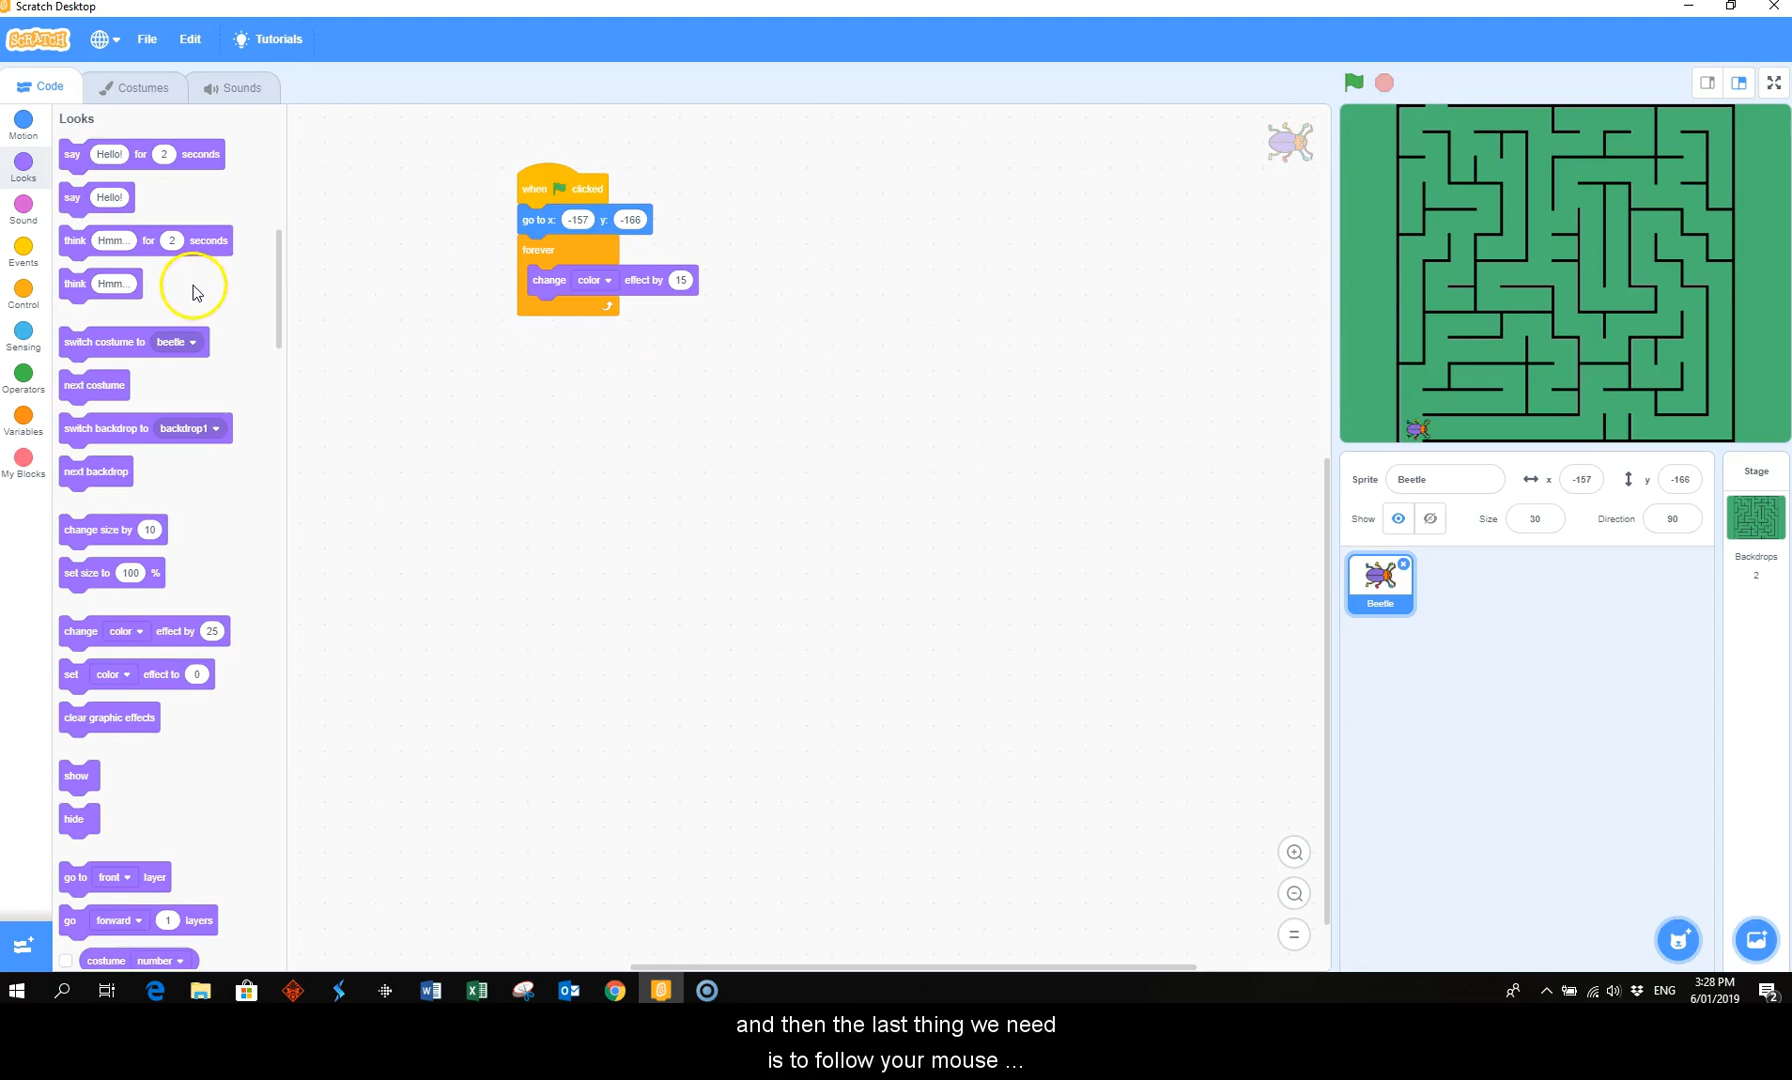 Scratch Desktop
SCRATCH File Edit Tutorials
Code Costumes Sounds
Motion
Looks
Sound
Events
Control
Sensing
Operators
Variables
My Blocks
Looks
say Hello! for 2 seconds
say Hello!
think Hmm... for 2 seconds
think Hmm...
switch costume to beetle
next costume
switch backdrop to backdrop1
next backdrop
change size by 10
set size to 100 %
change color effect by 25
set color effect to 0
clear graphic effects
show
hide
go to front layer
go forward 1 layers
costume number
when clicked
go to x: -157 y: -166
forever
change color effect by 15
Sprite Beetle x -157 y -166
Show Size 30 Direction 90
Beetle
Stage
Backdrops
2
ENG
3:28 PM
6/01/2019
2
and then the last thing we need
is to follow your mouse ...